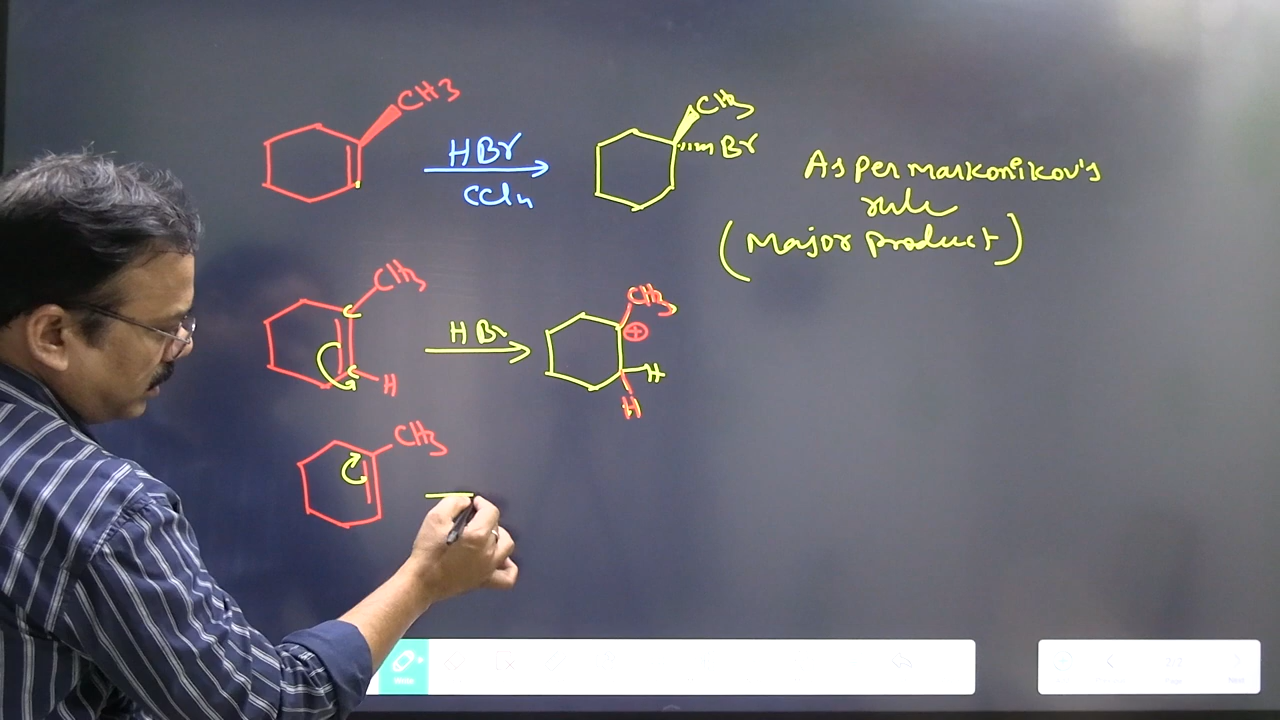 CH3
HBr
CCl4
CH3
Br
As per markonikov's
rule
(Major product)
CH3
H
HBr
CH3
⊕
H
H
CH3